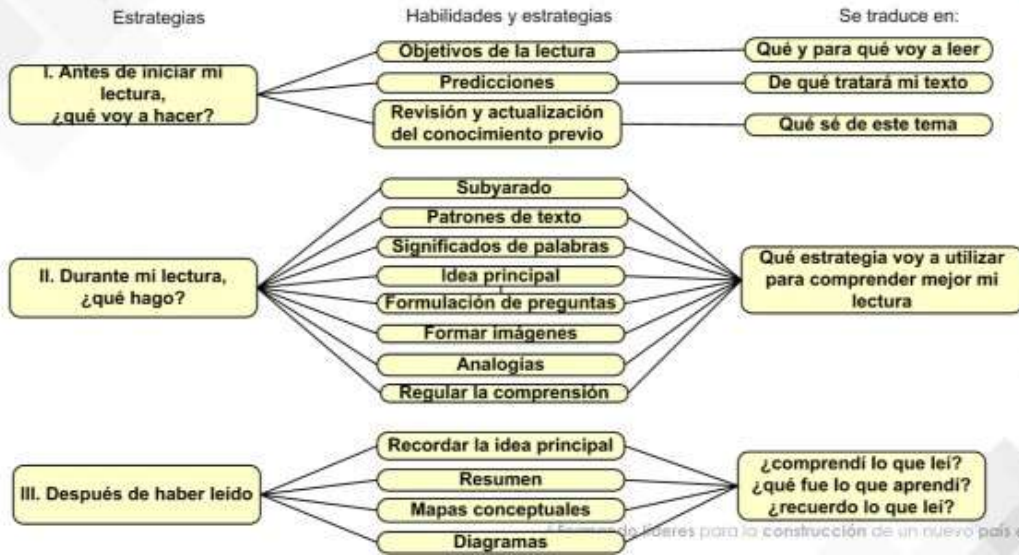 Estrategias
Habilidades y estrategias
Se traduce en:
I. Antes de iniciar mi
lectura,
¿qué voy a hacer?
Objetivos de la lectura
Predicciones
Revisión y actualización
del conocimiento previo
Qué y para qué voy a leer
De qué tratará mi texto
Qué sé de este tema
II. Durante mi lectura,
¿qué hago?
Subyarado
Patrones de texto
Significados de palabras
Idea principal
Formulación de preguntas
Formar imágenes
Analogías
Regular la comprensión
Qué estrategia voy a utilizar
para comprender mejor mi
lectura
III. Después de haber leído
Recordar la idea principal
Resumen
Mapas conceptuales
Diagramas
¿comprendí lo que leí?
¿qué fue lo que aprendí?
¿recuerdo lo que leí?
líderes para la construcción de un nuevo país